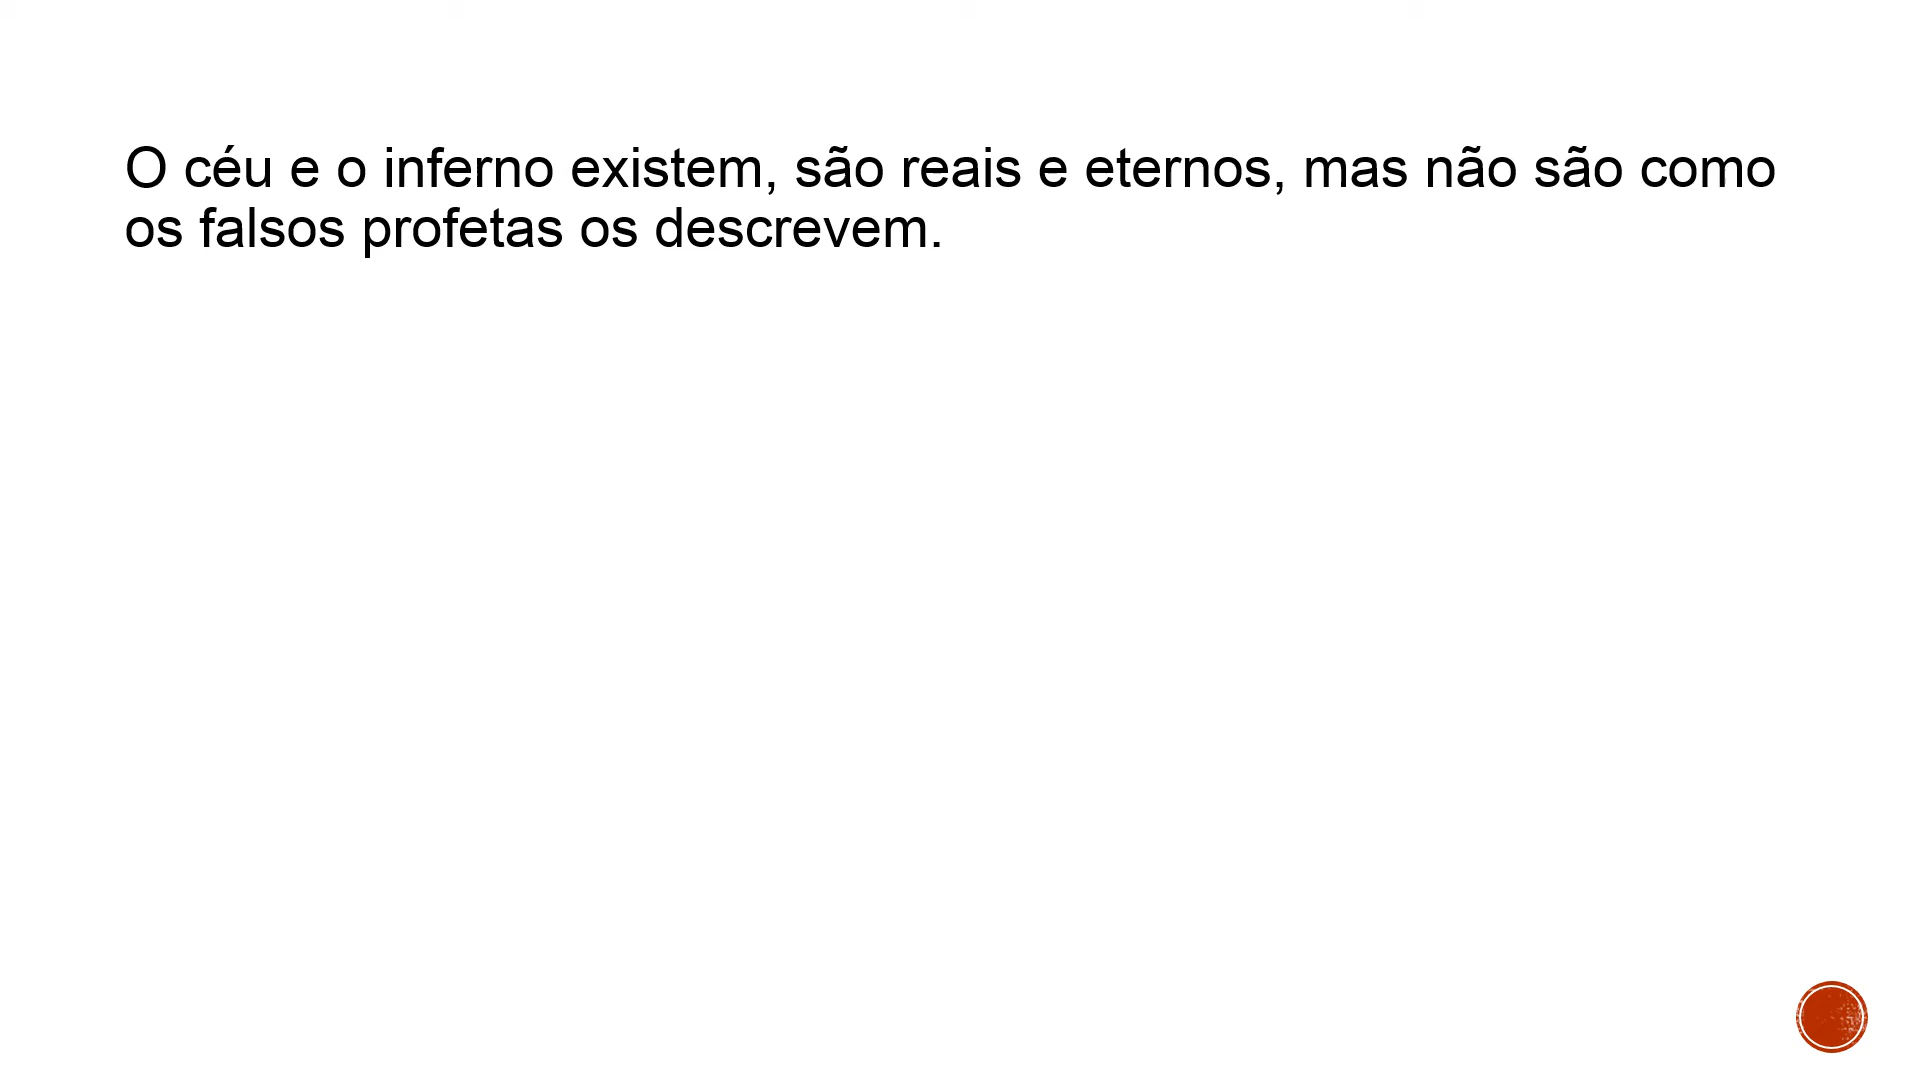 O céu e o inferno existem, são reais e eternos, mas não são como
os falsos profetas os descrevem.